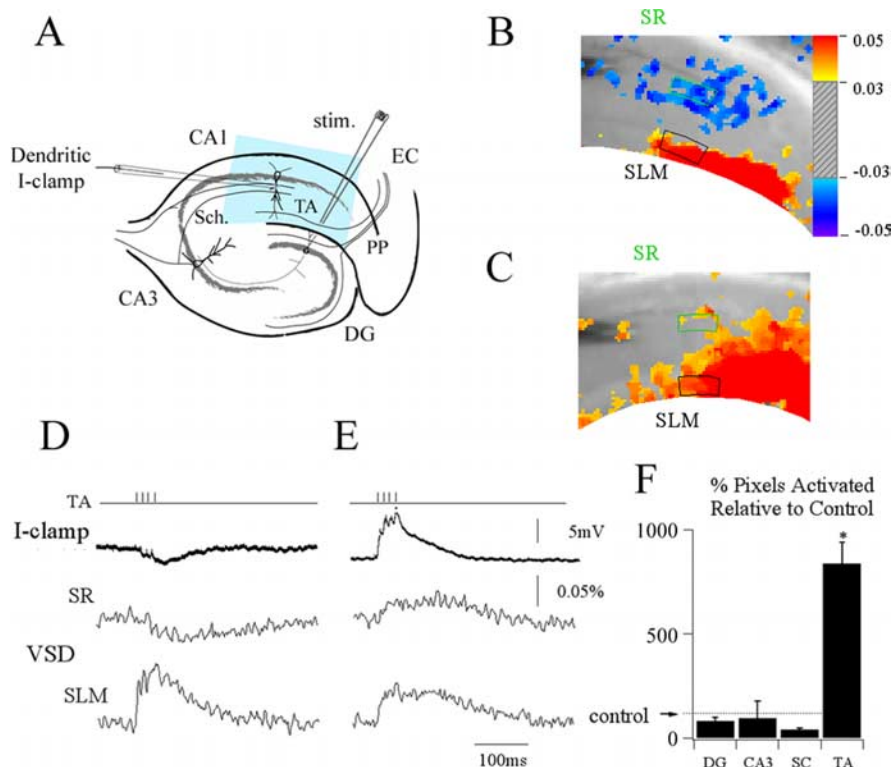 A
CA1
stim.
Dendritic
I-clamp
EC
Sch.
TA
PP
CA3
DG
B
SR
0.05
0.03
-0.03
-0.05
SLM
C
SR
SLM
D
E
TA
I-clamp
5mV
0.05%
SR
VSD
SLM
100ms
F
% Pixels Activated
Relative to Control
1000
*
500
control
0
DG CA3 SC TA